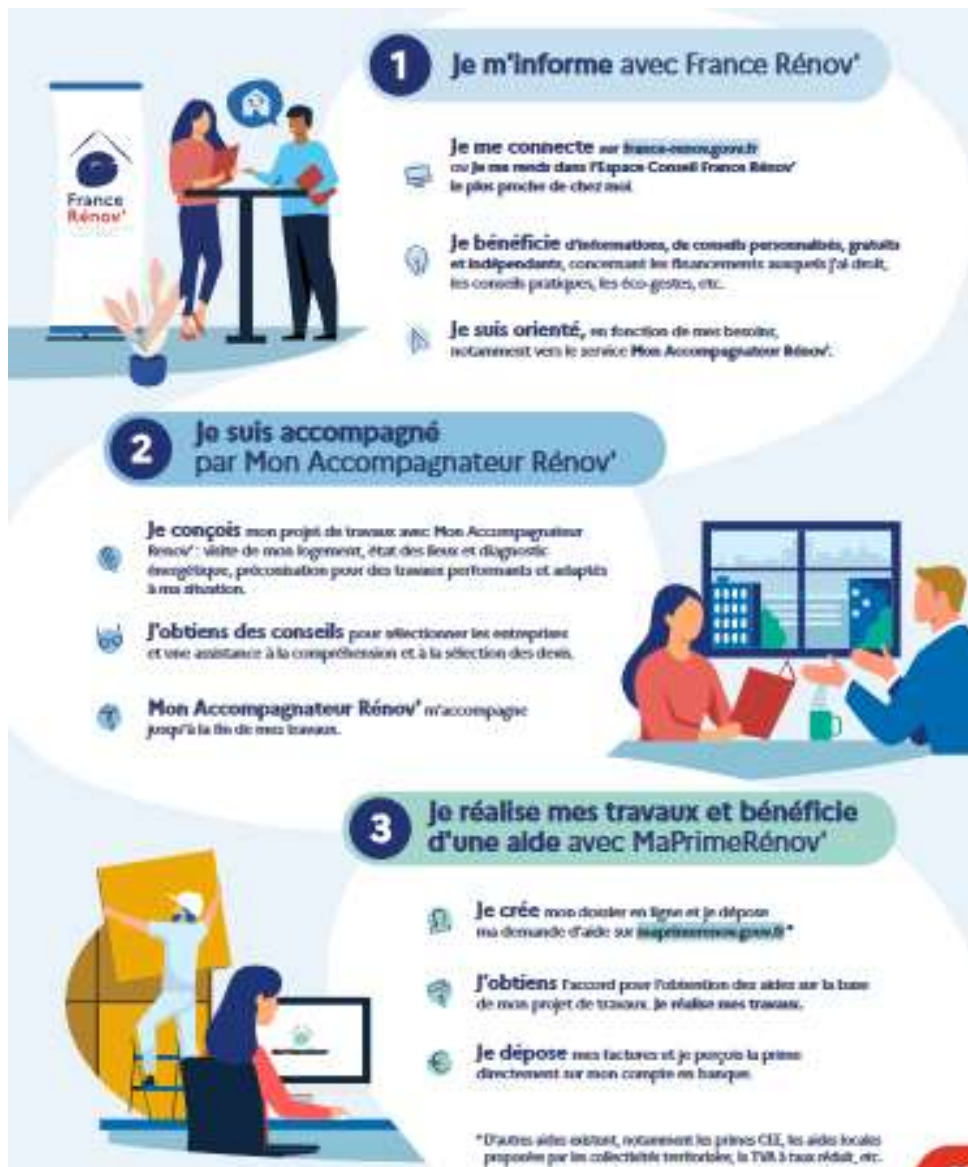 1 Je m'informe avec France Rénov'
France
Rénov'
Je me connecte sur france-renov.gouv.fr
ou Je me rends dans l'Espace Conseil France Rénov'
le plus proche de chez moi.
Je bénéficie d'informations, de conseils personnalisés, gratuits
et indépendants, concernant les financements auxquels j'ai droit,
les conseils pratiques, les éco-gestes, etc.
Je suis orienté, en fonction de mes besoins,
notamment vers le service Mon Accompagnateur Rénov'.
2 Je suis accompagné
par Mon Accompagnateur Rénov'
Je conçois mon projet de travaux avec Mon Accompagnateur
Renov' : visite de mon logement, état des lieux et diagnostic
énergétique, préconisation pour des travaux performants et adaptés
à ma situation.
J'obtiens des conseils pour sélectionner les entreprises
et une assistance à la compréhension et à la sélection des devis.
Mon Accompagnateur Rénov' m'accompagne
jusqu'à la fin de mes travaux.
3 Je réalise mes travaux et bénéficie
d'une aide avec MaPrimeRénov'
Je crée mon dossier en ligne et je dépose
ma demande d'aide sur maprimerenov.gouv.fr*
J'obtiens l'accord pour l'obtention des aides sur la base
de mon projet de travaux. Je réalise mes travaux.
Je dépose mes factures et je perçois la prime
directement sur mon compte en banque.
* D'autres aides existent, notamment les primes CEE, les aides locales
proposées par les collectivités territoriales, la TVA à taux réduit, etc.